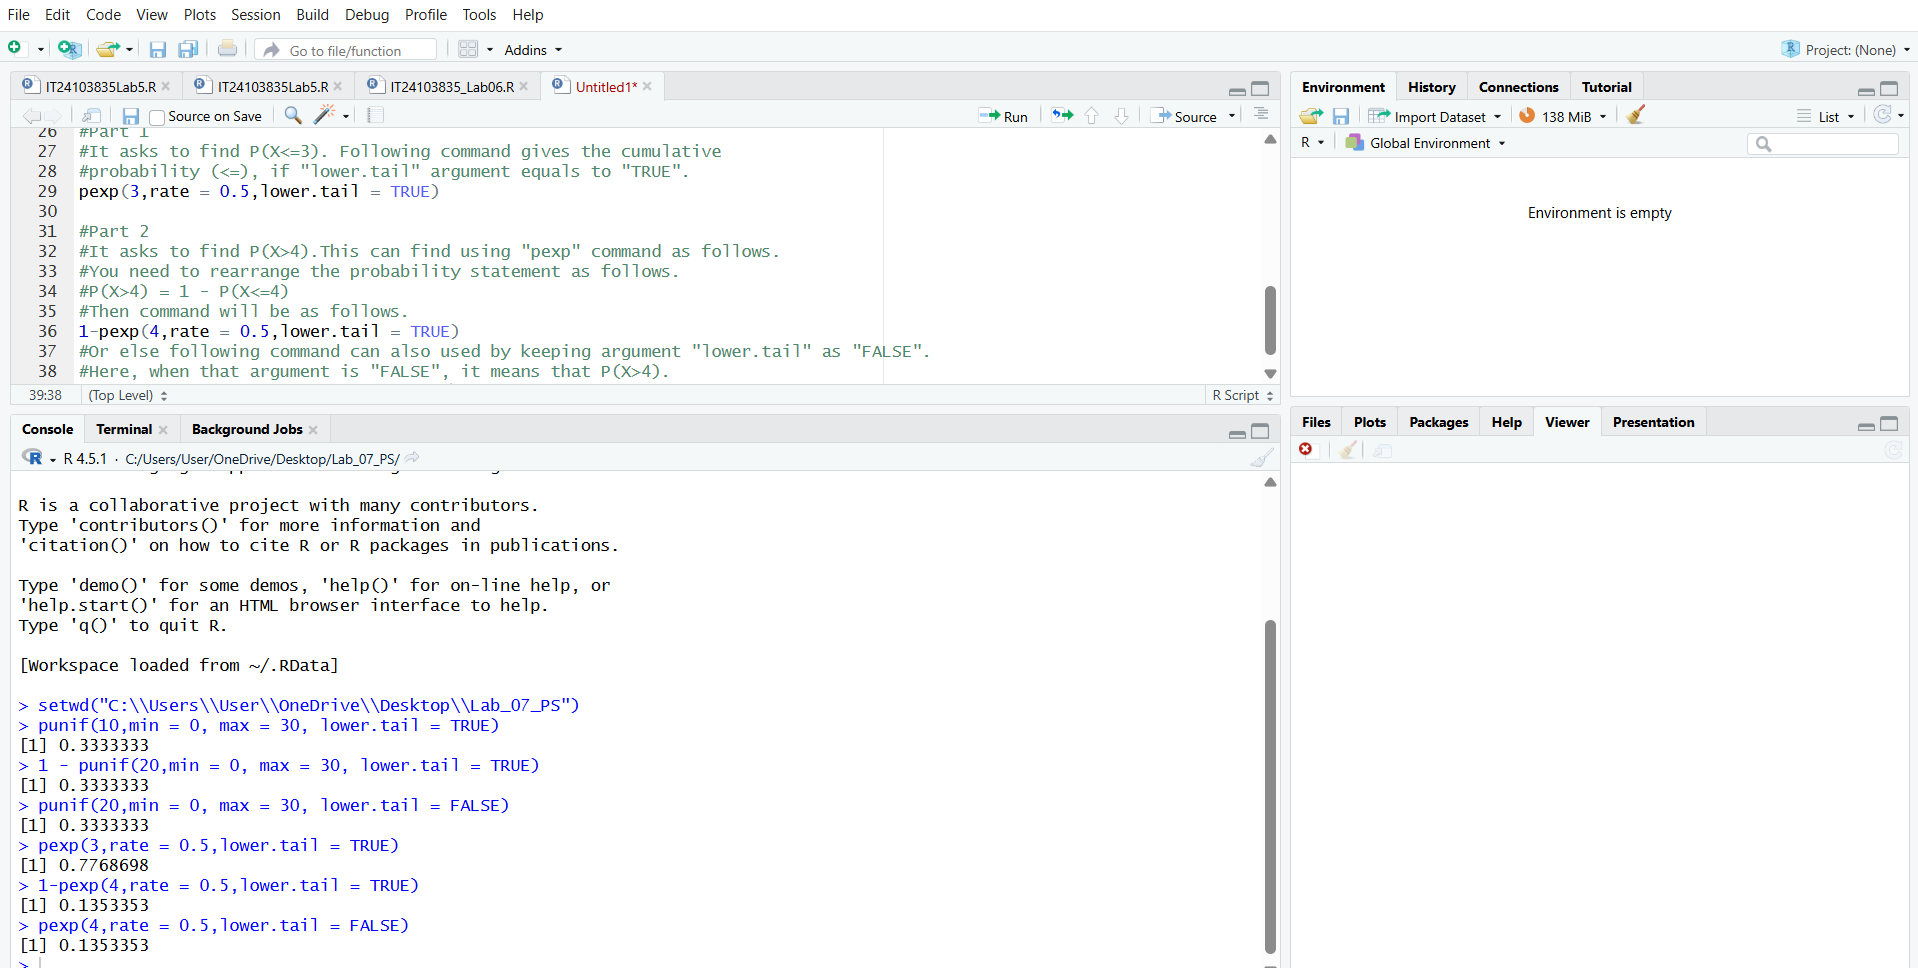 File Edit Code View Plots Session Build Debug Profile Tools Help
Go to file/function Addins Project: (None)
IT24103835Lab5.R IT24103835Lab5.R IT24103835_Lab06.R Untitled1*
Source on Save Run Source
26 #Part 1
27 #It asks to find P(X<=3). Following command gives the cumulative
28 #probability (<=), if "lower.tail" argument equals to "TRUE".
29 pexp(3,rate = 0.5,lower.tail = TRUE)
30
31 #Part 2
32 #It asks to find P(X>4).This can find using "pexp" command as follows.
33 #You need to rearrange the probability statement as follows.
34 #P(X>4) = 1 - P(X<=4)
35 #Then command will be as follows.
36 1-pexp(4,rate = 0.5,lower.tail = TRUE)
37 #Or else following command can also used by keeping argument "lower.tail" as "FALSE".
38 #Here, when that argument is "FALSE", it means that P(X>4).
39:38 (Top Level) R Script
Console Terminal Background Jobs
R 4.5.1 · C:/Users/User/OneDrive/Desktop/Lab_07_PS/
R is a collaborative project with many contributors.
Type 'contributors()' for more information and
'citation()' on how to cite R or R packages in publications.
Type 'demo()' for some demos, 'help()' for on-line help, or
'help.start()' for an HTML browser interface to help.
Type 'q()' to quit R.
[Workspace loaded from ~/.RData]
> setwd("C:\\Users\\User\\OneDrive\\Desktop\\Lab_07_PS")
> punif(10,min = 0, max = 30, lower.tail = TRUE)
[1] 0.3333333
> 1 - punif(20,min = 0, max = 30, lower.tail = TRUE)
[1] 0.3333333
> punif(20,min = 0, max = 30, lower.tail = FALSE)
[1] 0.3333333
> pexp(3,rate = 0.5,lower.tail = TRUE)
[1] 0.7768698
> 1-pexp(4,rate = 0.5,lower.tail = TRUE)
[1] 0.1353353
> pexp(4,rate = 0.5,lower.tail = FALSE)
[1] 0.1353353
>
Environment History Connections Tutorial
Import Dataset 138 MiB List
R Global Environment
Environment is empty
Files Plots Packages Help Viewer Presentation